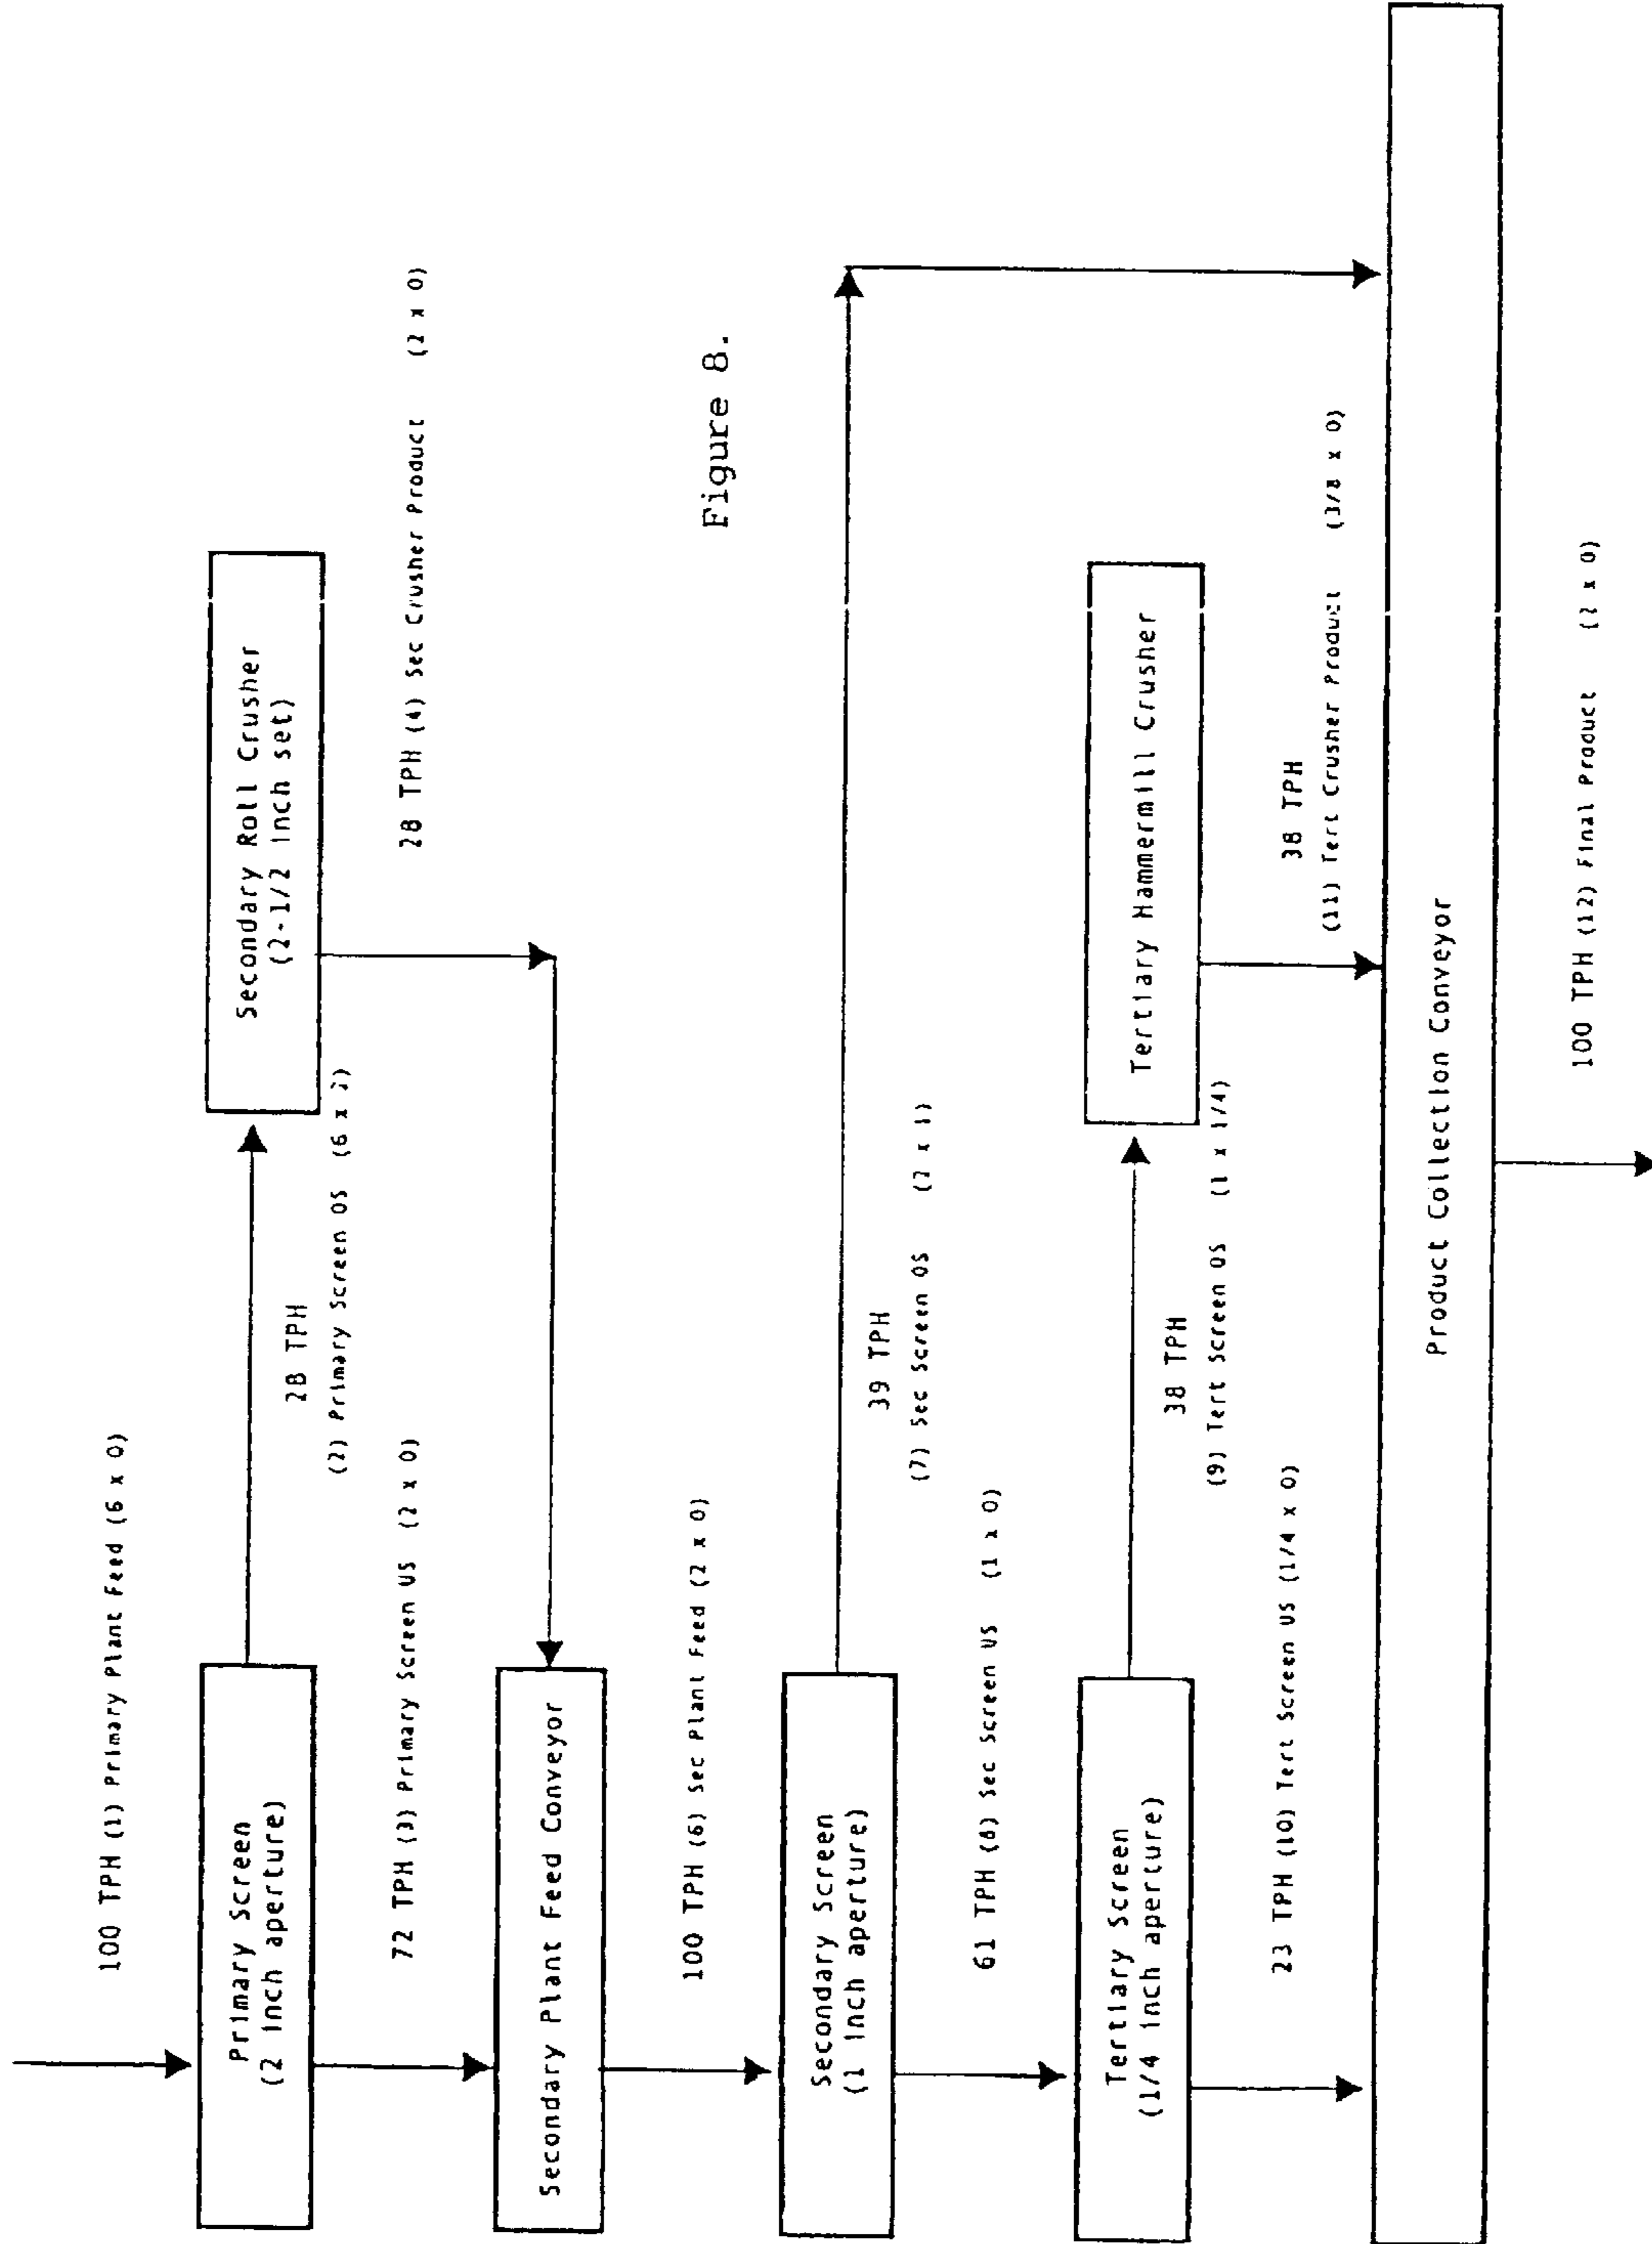 100 TPH (1) Primary Plant Feed (6 x 0)
Primary Screen
(2 inch aperture)
28 TPH
(2) Primary Screen OS (6 x 2)
Secondary Roll Crusher
(2-1/2 inch set)
72 TPH (3) Primary Screen US (2 x 0)
28 TPH (4) Sec Crusher Product (2 x 0)
Secondary Plant Feed Conveyor
100 TPH (6) Sec Plant Feed (2 x 0)
Figure 8.
Secondary Screen
(1 inch aperture)
39 TPH
(7) Sec Screen OS (2 x 1)
61 TPH (8) Sec Screen US (1 x 0)
Tertiary Screen
(1/4 inch aperture)
38 TPH
(9) Tert Screen OS (1 x 1/4)
Tertiary Hammermill Crusher
23 TPH (10) Tert Screen US (1/4 x 0)
38 TPH
(11) Tert Crusher Product (3/8 x 0)
Product Collection Conveyor
100 TPH (12) Final Product (2 x 0)